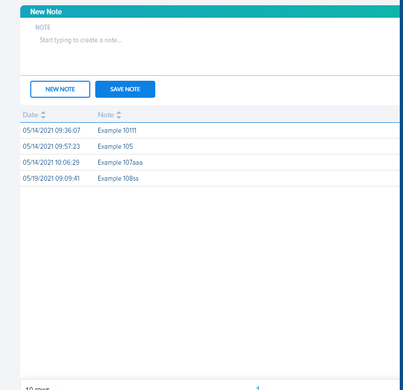 New Note
NOTE
Start typing to create a note...
NEW NOTE SAVE NOTE
Date Note
05/14/2021 09:36:07 Example 10111
05/14/2021 09:57:23 Example 105
05/14/2021 10:06:29 Example 107aaa
05/19/2021 09:09:41 Example 108ss
10 rows 1